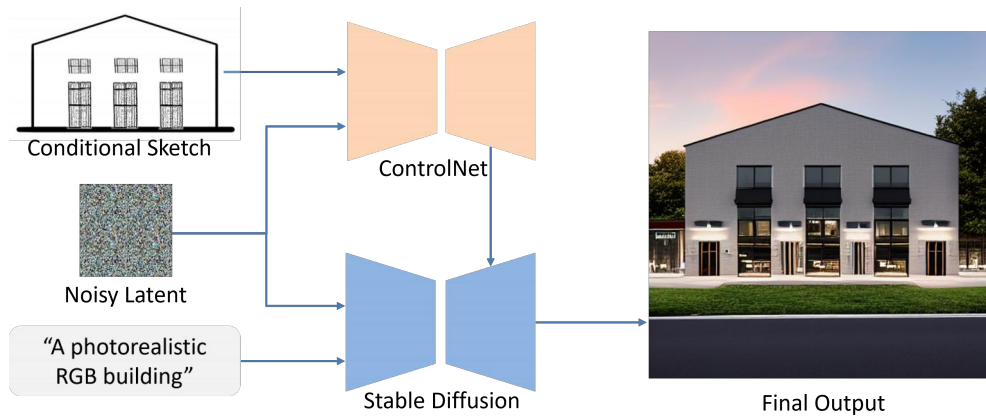 Conditional Sketch
ControlNet
Noisy Latent
“A photorealistic
RGB building”
Stable Diffusion
Final Output